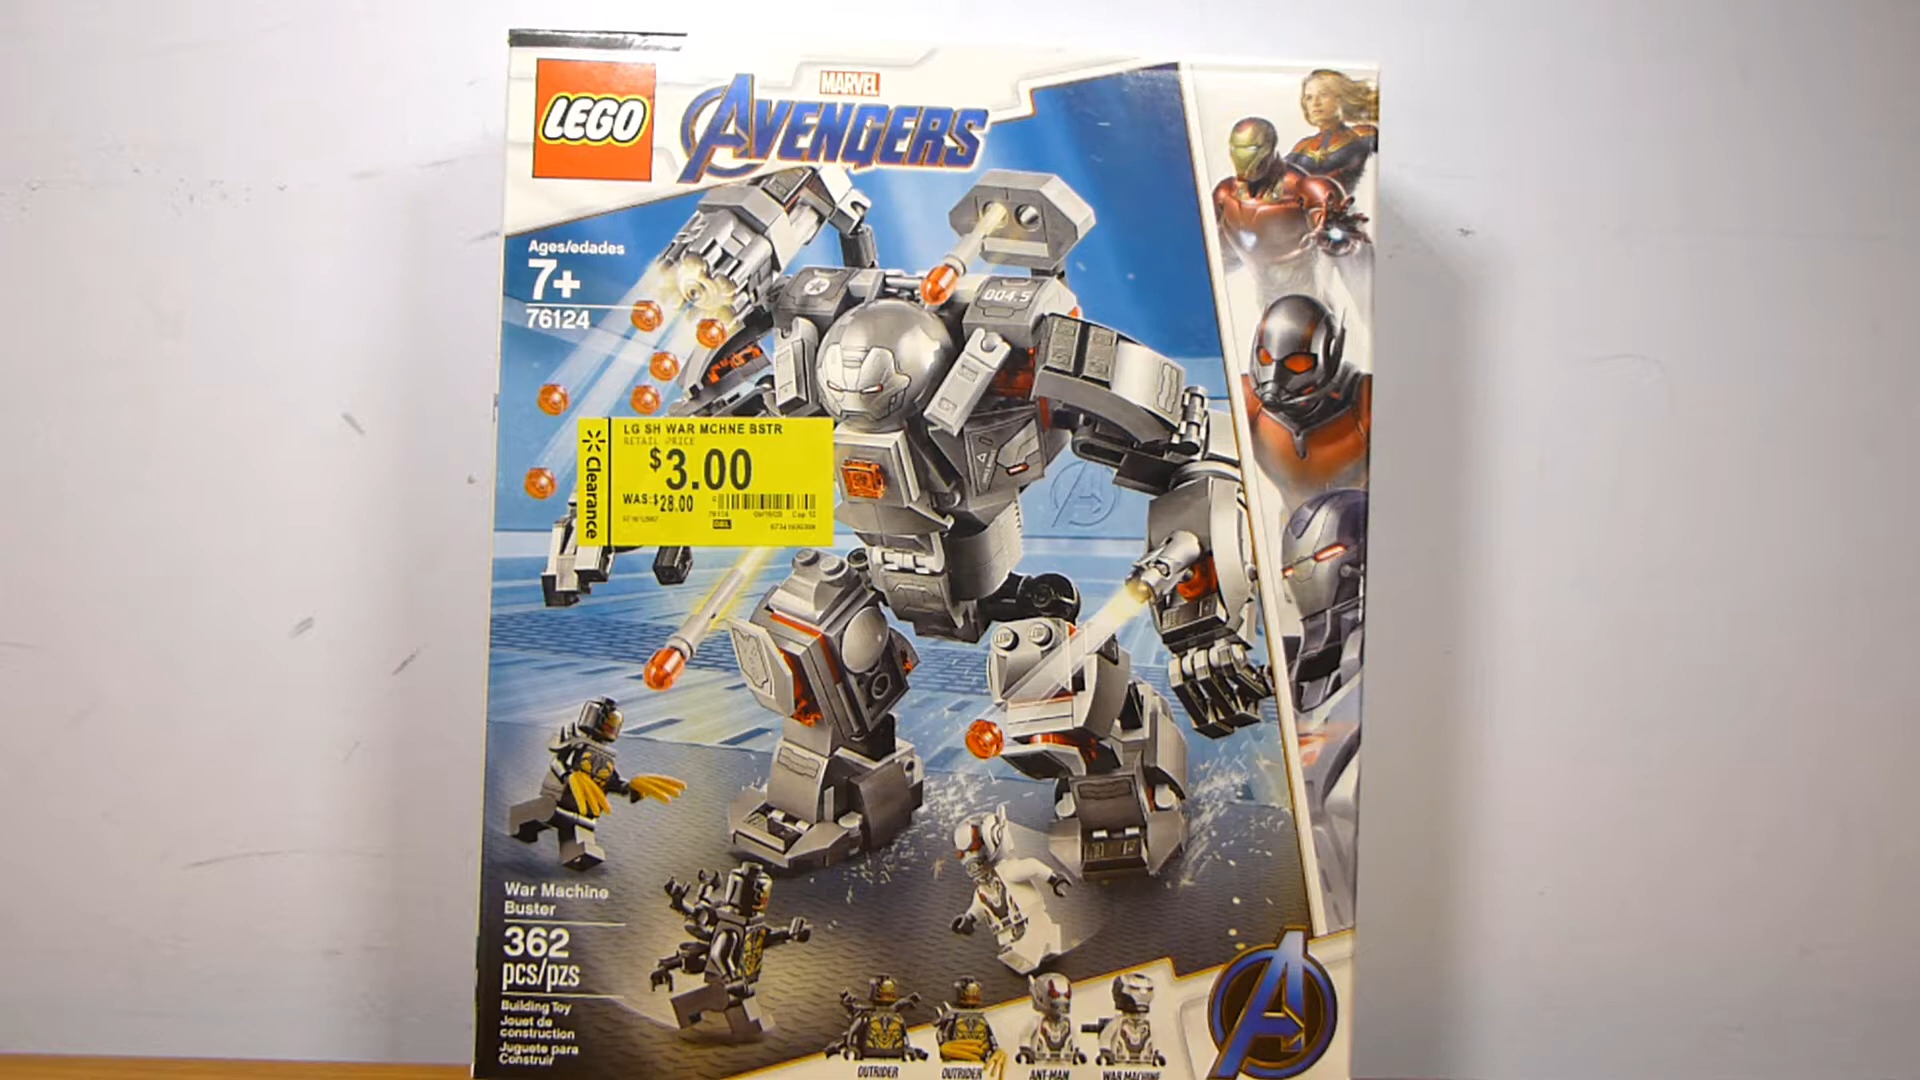 LEGO
MARVEL
AVENGERS
Ages/edades
7+
76124
004.5
Clearance
LG SH WAR MCHNE BSTR
RETAIL PRICE
$3.00
WAS:$28.00
War Machine
Buster
362
pcs/pzs
Building Toy
Jouet de
construction
Juguete para
Construir
OUTRIDER
OUTRIDER
ANT-MAN
WAR MACHINE